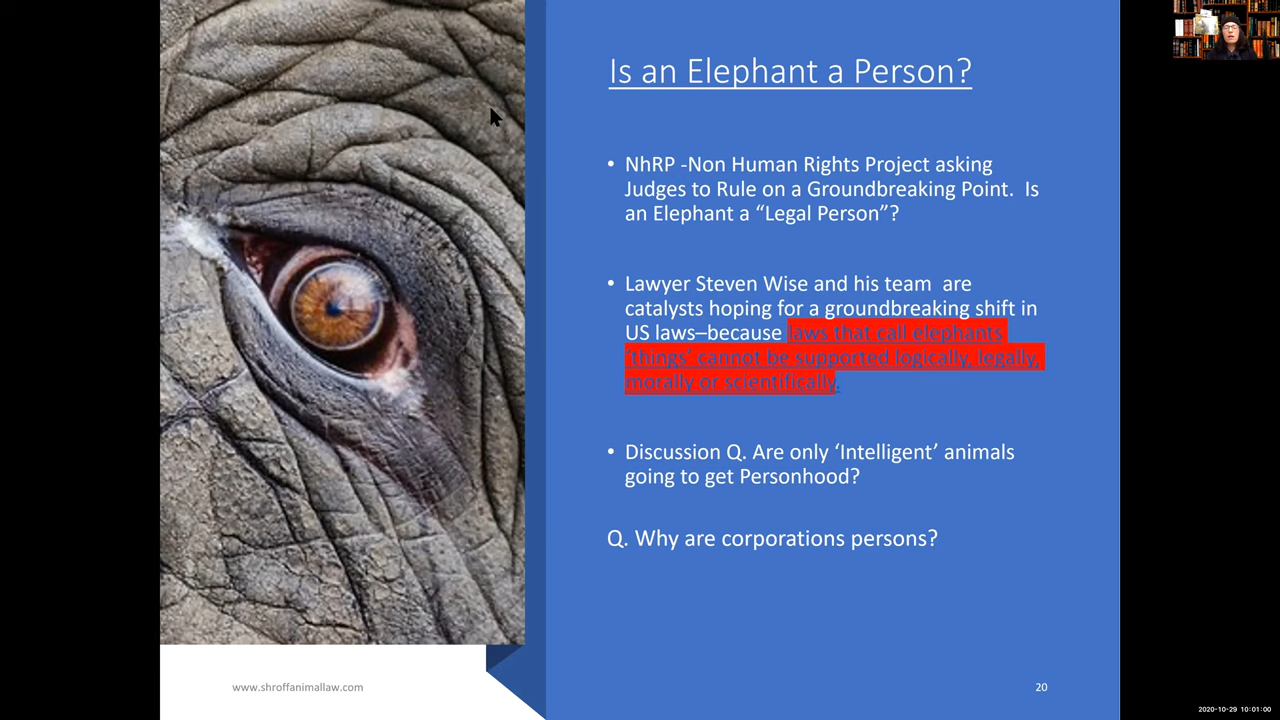 Is an Elephant a Person?
• NhRP -Non Human Rights Project asking
Judges to Rule on a Groundbreaking Point.  Is
an Elephant a “Legal Person”?
• Lawyer Steven Wise and his team  are
catalysts hoping for a groundbreaking shift in
US laws–because laws that call elephants
‘things’ cannot be supported logically, legally,
morally or scientifically.
• Discussion Q. Are only ‘Intelligent’ animals
going to get Personhood?
Q. Why are corporations persons?
www.shroffanimallaw.com
20
2020-10-29 10:01:00